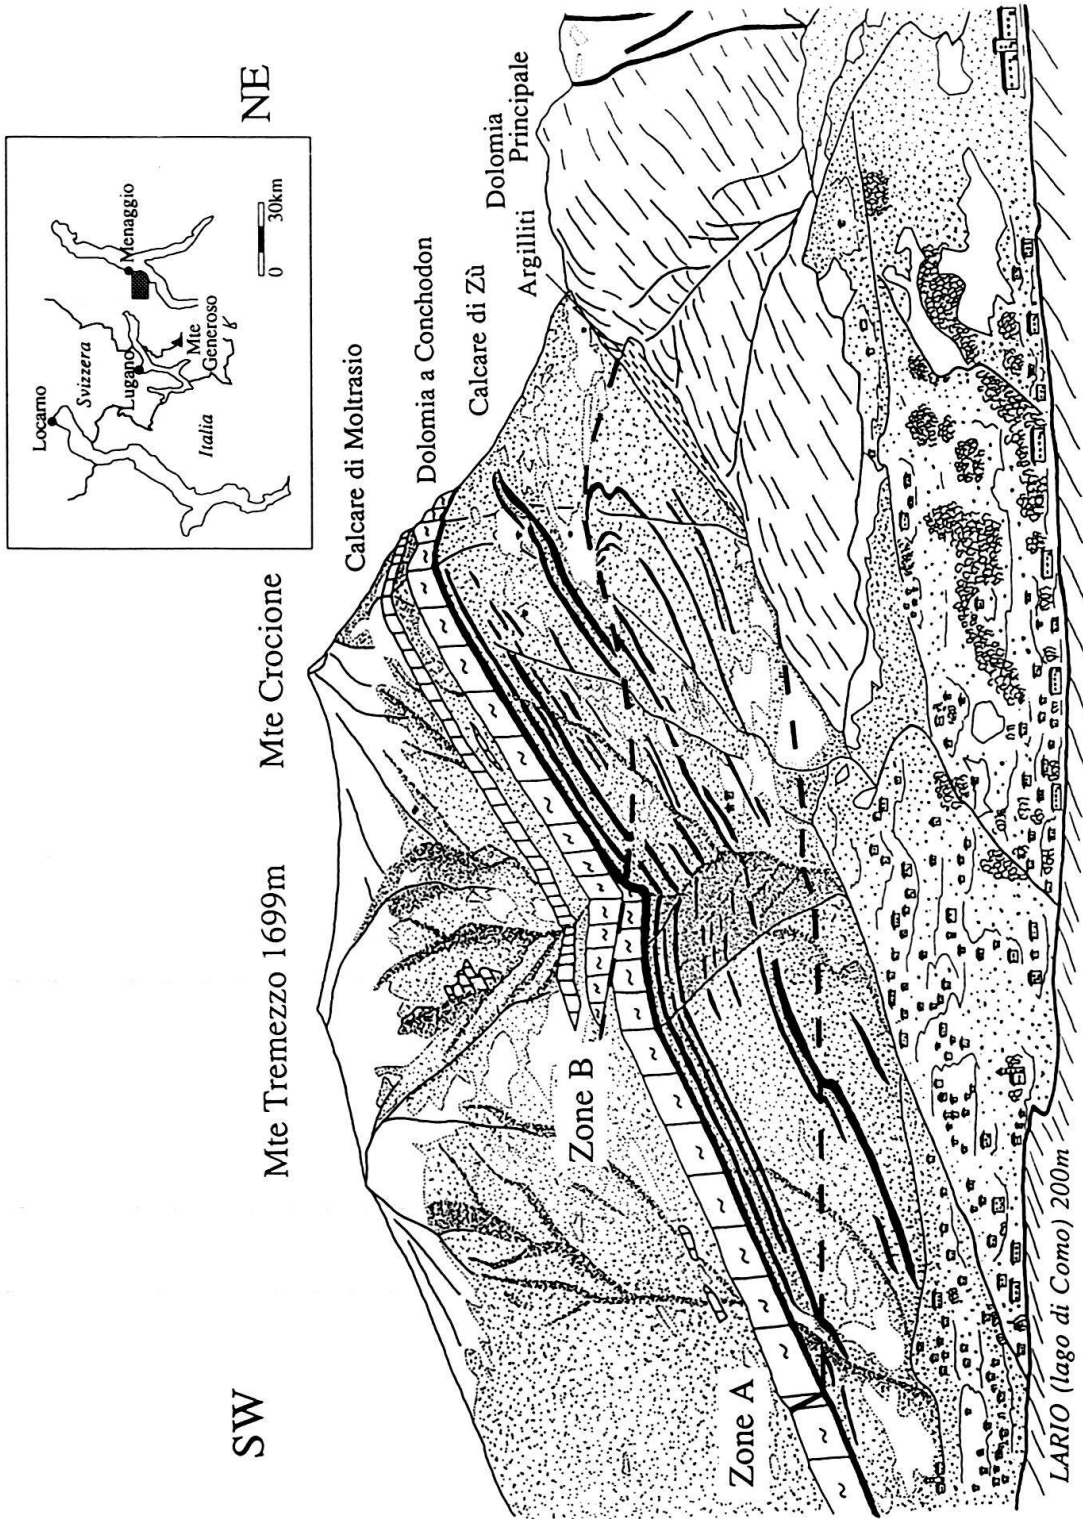 SW
NE
Mte Tremezzo 1699m
Mte Crocione
Locarno
Svizzera
Lugano
Menaggio
Mte
Generoso
Italia
0
30km
Calcare di Moltrasio
Dolomia a Conchodon
Calcare di Zù
Argilliti
Dolomia
Principale
Zone B
Zone A
LARIO (lago di Como) 200m